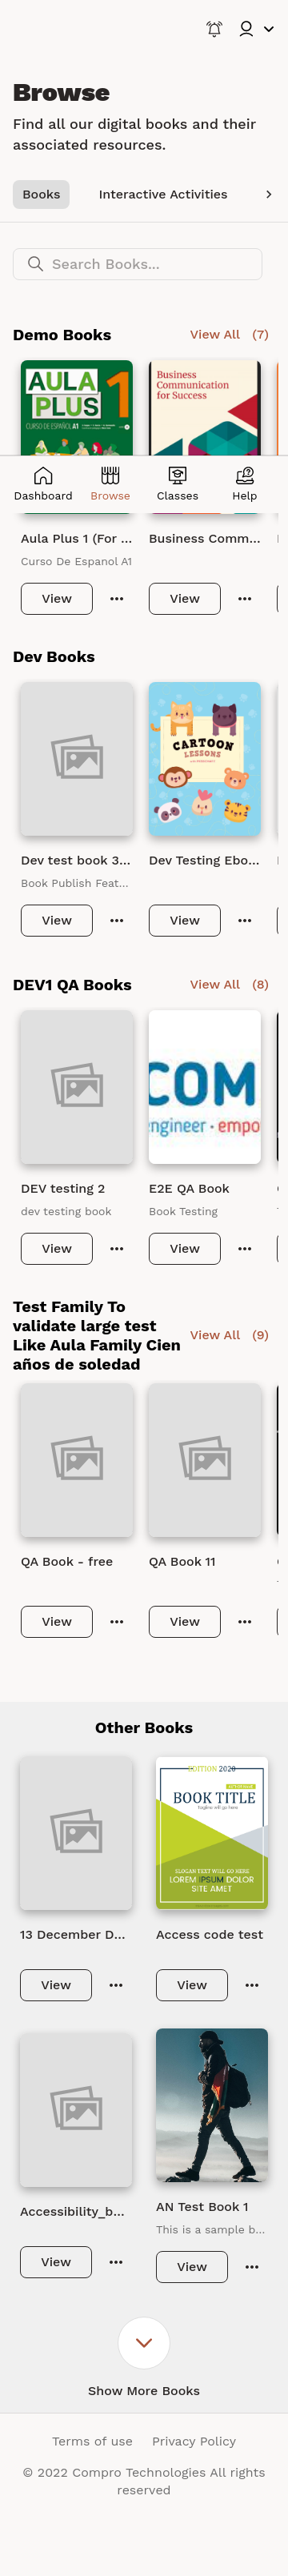 Browse
Find all our digital books and their
associated resources.
Books
Interactive Activities
Search Books...
Demo Books
View All (7)
AULA
PLUS 1
CURSO DE ESPAÑOL A1
Business
Communication
for Success
Dashboard
Browse
Classes
Help
Aula Plus 1 (For ...
Business Comm...
Curso De Espanol A1
View
View
Dev Books
CARTOON
LESSONS
Dev test book 3...
Dev Testing Ebo...
Book Publish Feat...
View
View
DEV1 QA Books
View All (8)
COM
engineer · empo
DEV testing 2
E2E QA Book
dev testing book
Book Testing
View
View
Test Family To
validate large test
Like Aula Family Cien
años de soledad
View All (9)
QA Book - free
QA Book 11
View
View
Other Books
EDITION 2020
BOOK TITLE
Tagline will go here
SLOGAN TEXT WILL GO HERE
LOREM IPSUM DOLOR
SITE AMET
13 December D...
Access code test
View
View
Accessibility_b...
AN Test Book 1
This is a sample b...
View
View
Show More Books
Terms of use
Privacy Policy
© 2022 Compro Technologies All rights
reserved